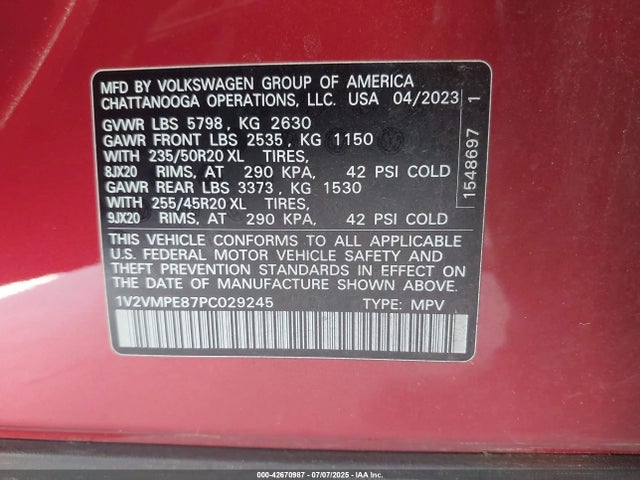 MFD BY VOLKSWAGEN GROUP OF AMERICA
CHATTANOOGA OPERATIONS, LLC. USA 04/2023
GVWR LBS 5798, KG 2630
GAWR FRONT LBS 2535, KG 1150
WITH 235/50R20 XL TIRES,
8JX20 RIMS, AT 290 KPA, 42 PSI COLD
GAWR REAR LBS 3373, KG 1530
WITH 255/45R20 XL TIRES,
9JX20 RIMS, AT 290 KPA, 42 PSI COLD
THIS VEHICLE CONFORMS TO ALL APPLICABLE
U.S. FEDERAL MOTOR VEHICLE SAFETY AND
THEFT PREVENTION STANDARDS IN EFFECT ON
THE DATE OF MANUFACTURE SHOWN ABOVE.
1V2VMPE87PC029245 TYPE: MPV
1548697 1
000-42670987 - 07/07/2025 - IAA,Inc.